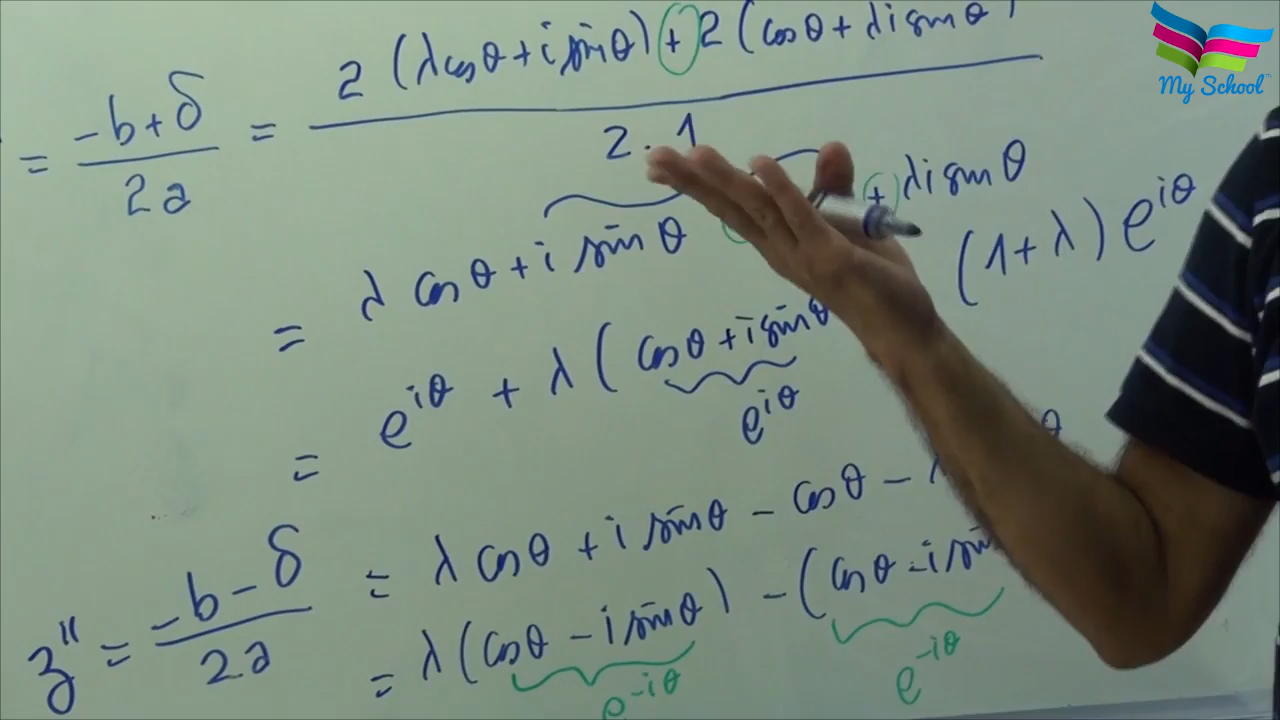 My School
= (-b+δ)/2a = (2 (λcosθ + i sinθ) + 2 (cosθ + λi sinθ))/2.1
= λ cosθ + i sinθ + λi sinθ
= e^iθ + λ (cosθ + i sinθ (1+λ) e^iθ
e^iθ
z'' = (-b-δ)/2a = λ cosθ + i sinθ - cosθ - λ
= λ (cosθ - i sinθ) - (cosθ - i sin
e^-iθ e^-iθ